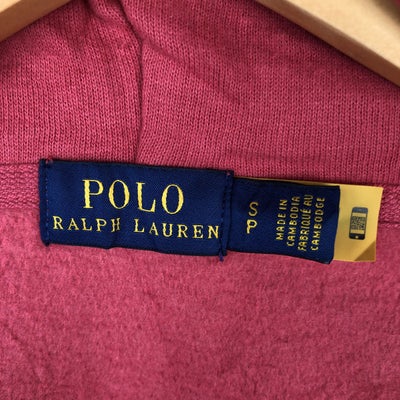 POLO
RALPH LAUREN
S
P
MADE IN
CAMBODIA
FABRIQUÉ AU
CAMBODGE